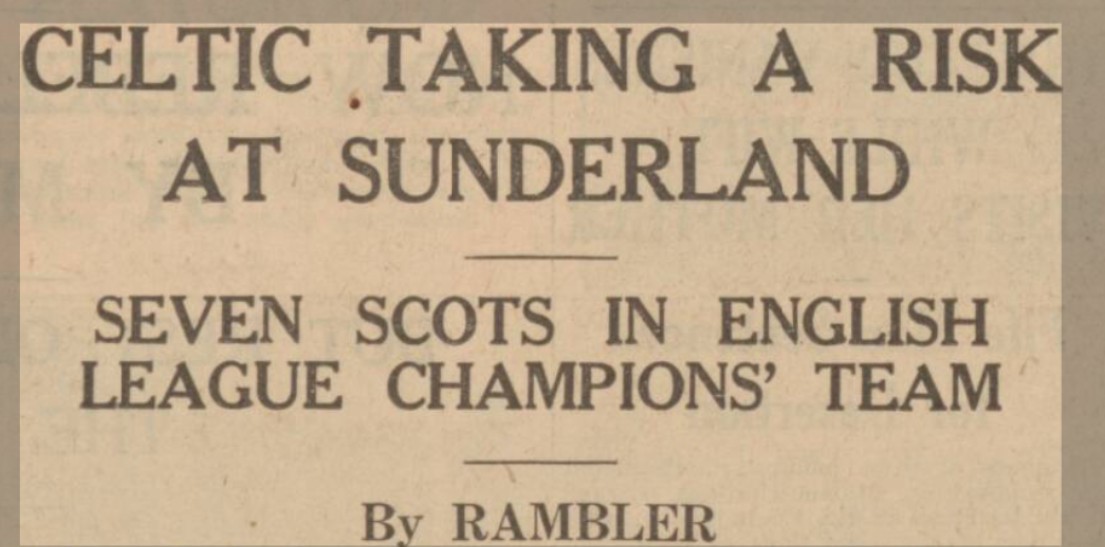 CELTIC TAKING A RISK
AT SUNDERLAND
SEVEN SCOTS IN ENGLISH
LEAGUE CHAMPIONS' TEAM
By RAMBLER